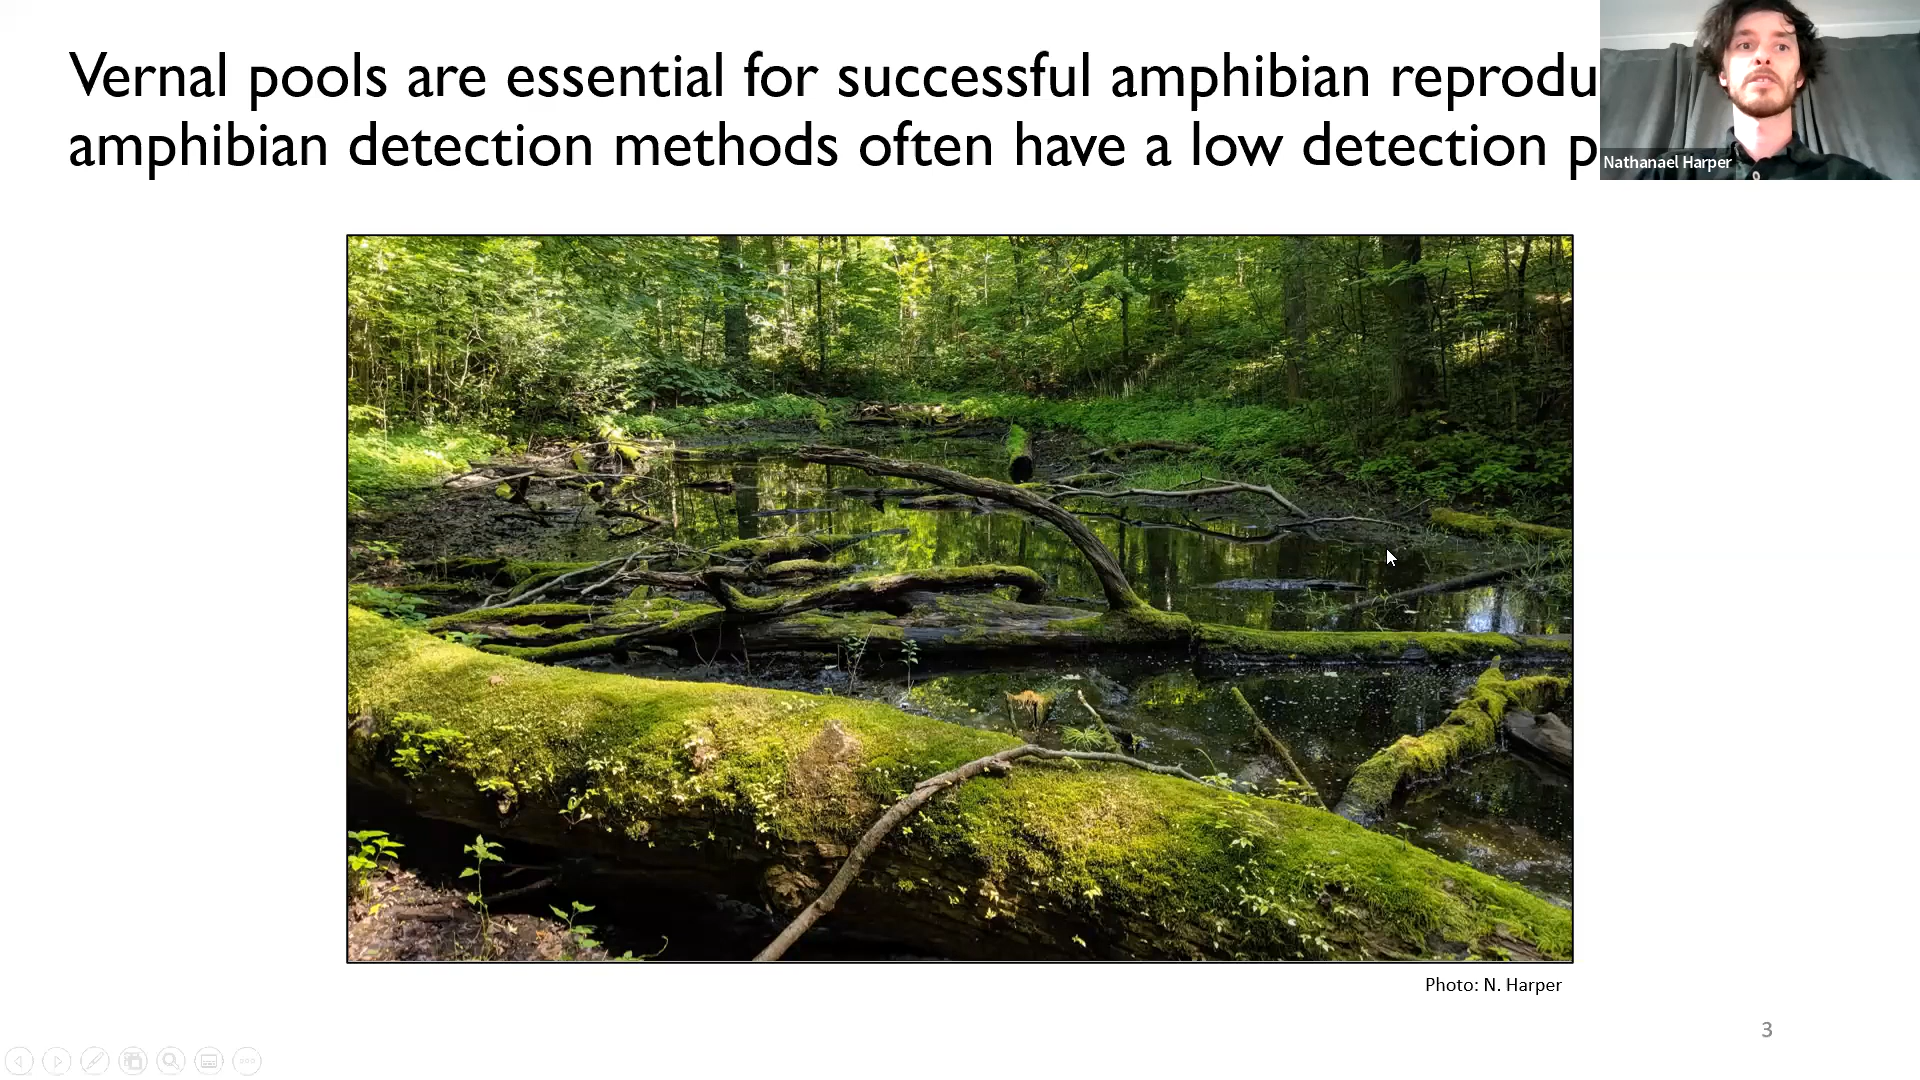 Vernal pools are essential for successful amphibian
amphibian detection methods often have a low detection
Nathanael Harper
Photo: N. Harper
3